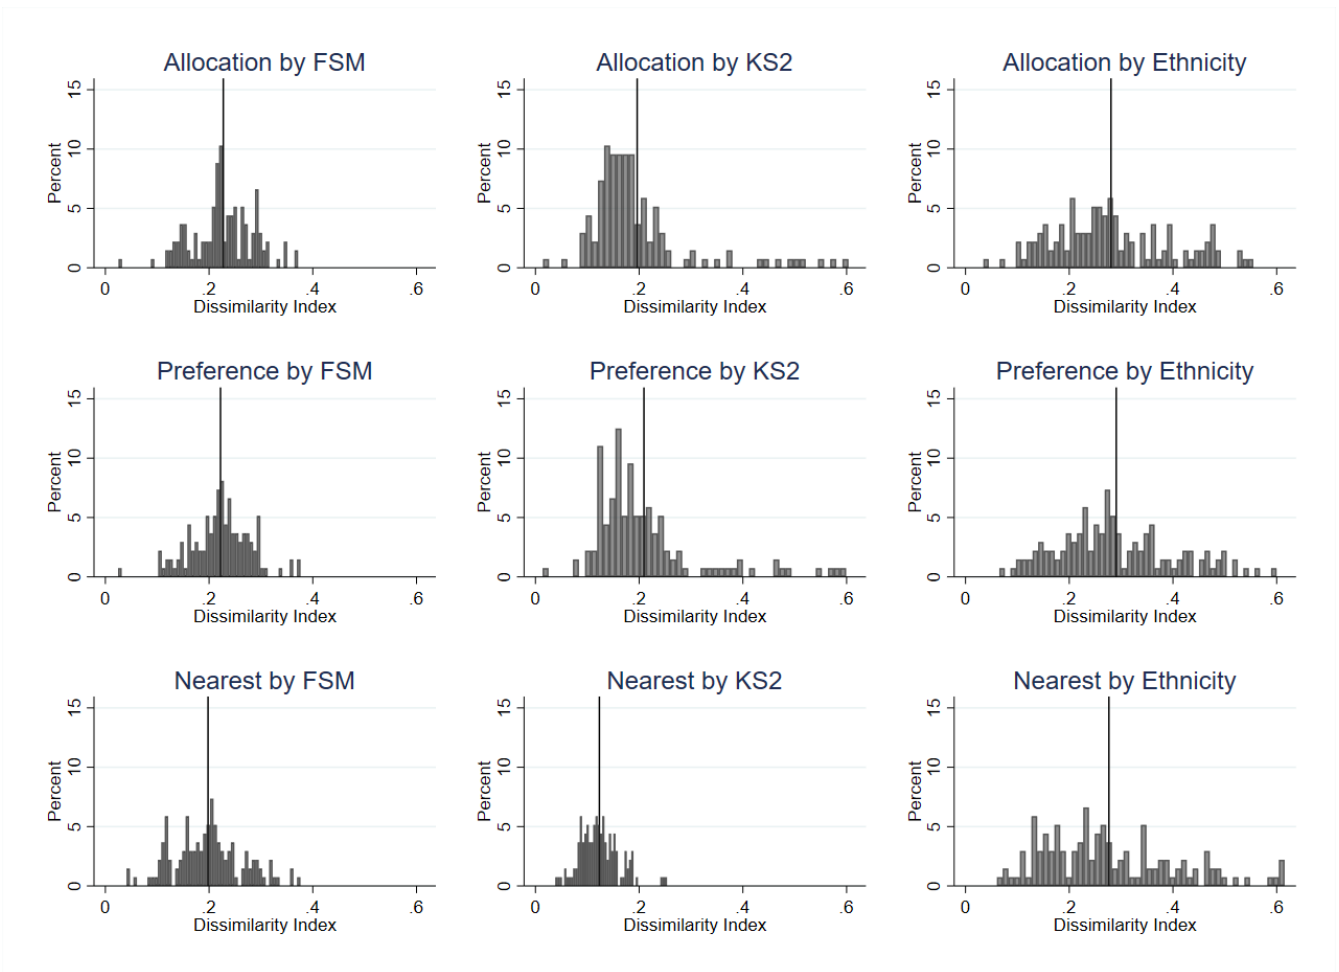 Allocation by FSM
Percent
15
10
5
0
0 .2 .4 .6
Dissimilarity Index
Allocation by KS2
Percent
15
10
5
0
0 .2 .4 .6
Dissimilarity Index
Allocation by Ethnicity
Percent
15
10
5
0
0 .2 .4 .6
Dissimilarity Index
Preference by FSM
Percent
15
10
5
0
0 .2 .4 .6
Dissimilarity Index
Preference by KS2
Percent
15
10
5
0
0 .2 .4 .6
Dissimilarity Index
Preference by Ethnicity
Percent
15
10
5
0
0 .2 .4 .6
Dissimilarity Index
Nearest by FSM
Percent
15
10
5
0
0 .2 .4 .6
Dissimilarity Index
Nearest by KS2
Percent
15
10
5
0
0 .2 .4 .6
Dissimilarity Index
Nearest by Ethnicity
Percent
15
10
5
0
0 .2 .4 .6
Dissimilarity Index